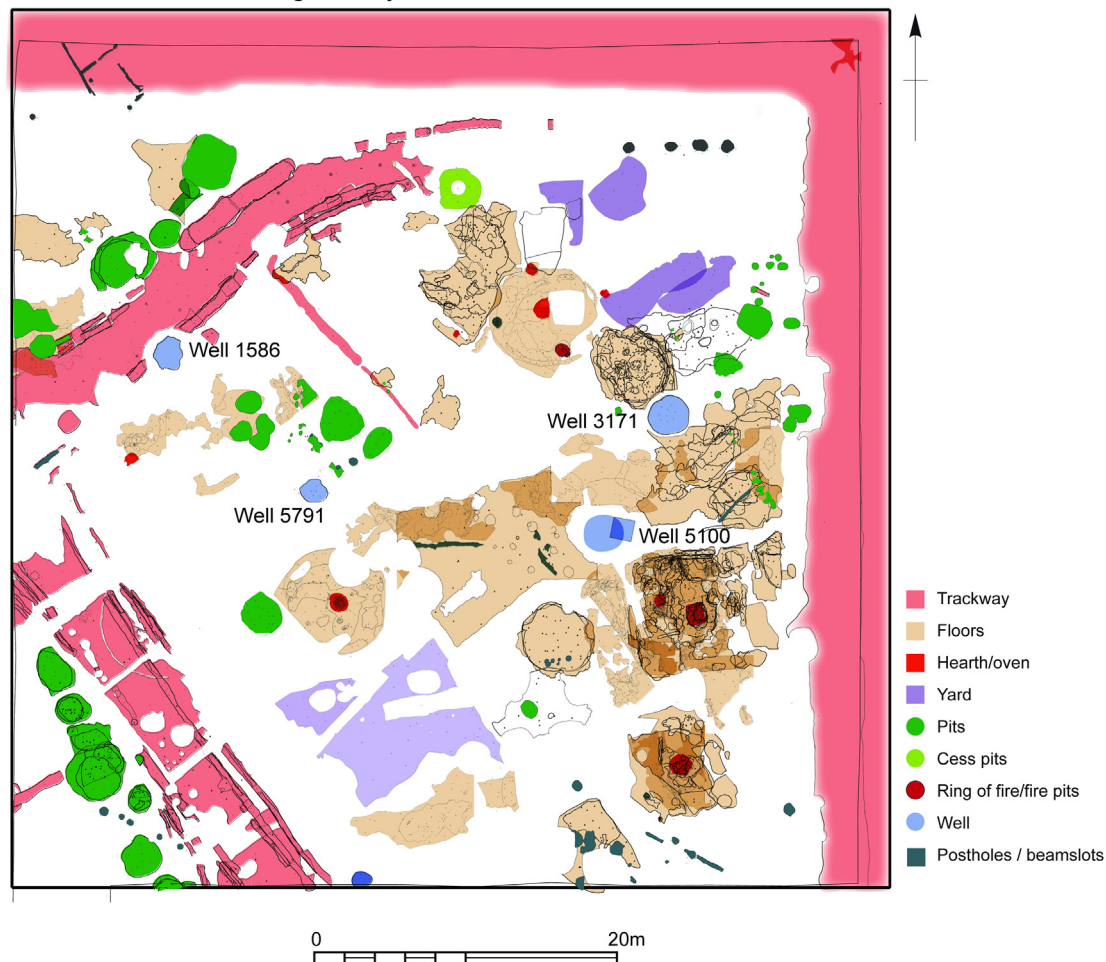 Well 1586
Well 3171
Well 5791
Well 5100
Trackway
Floors
Hearth/oven
Yard
Pits
Cess pits
Ring of fire/fire pits
Well
Postholes / beamslots
0 20m